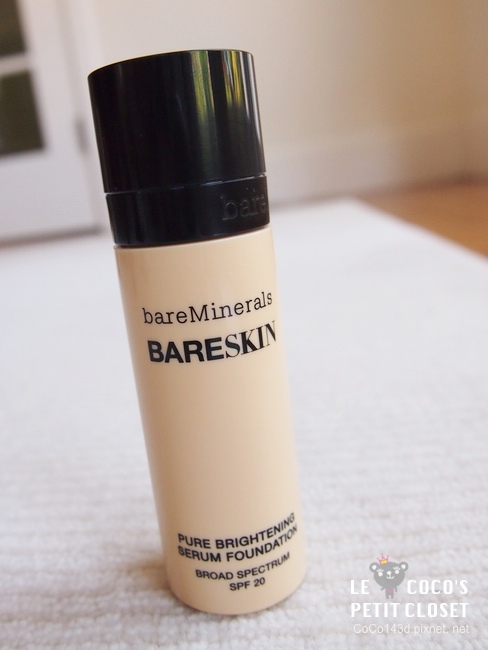 bare
bareMinerals
BARESKIN
PURE BRIGHTENING
SERUM FOUNDATION
BROAD SPECTRUM
SPF 20
LE COCO'S
PETIT CLOSET
CoCo143d pixnet. net